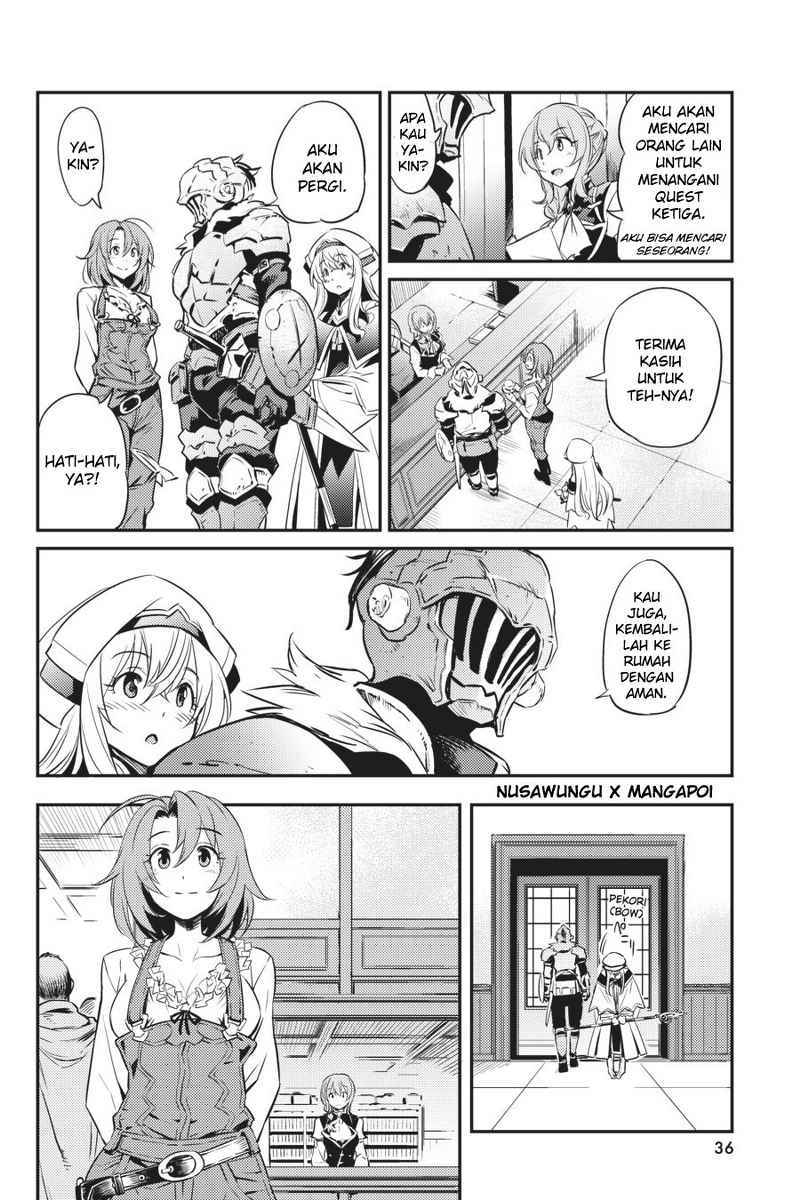 AKU AKAN
MENCARI
ORANG LAIN
UNTUK
MENANGANI
QUEST
KETIGA.
AKU BISA MENCARI
SESEORANG!
APA
KAU
YA-
KIN?
TERIMA
KASIH
UNTUK
TEH-NYA!
AKU
AKAN
PERGI.
YA-
KIN?
HATI-HATI,
YA?!
KAU
JUGA,
KEMBALI-
LAH KE
RUMAH
DENGAN
AMAN.
NUSAWUNGU X MANGAPOI
PEKORI
(BOW)
36